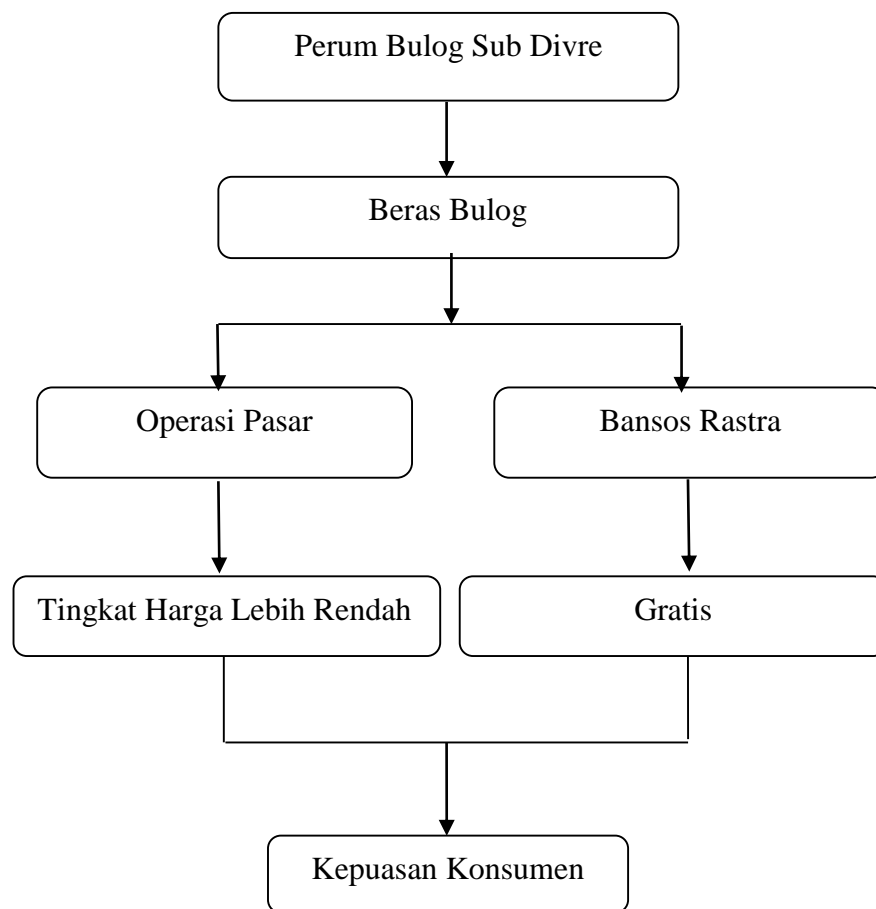 Perum Bulog Sub Divre
Beras Bulog
Operasi Pasar
Bansos Rastra
Tingkat Harga Lebih Rendah
Gratis
Kepuasan Konsumen